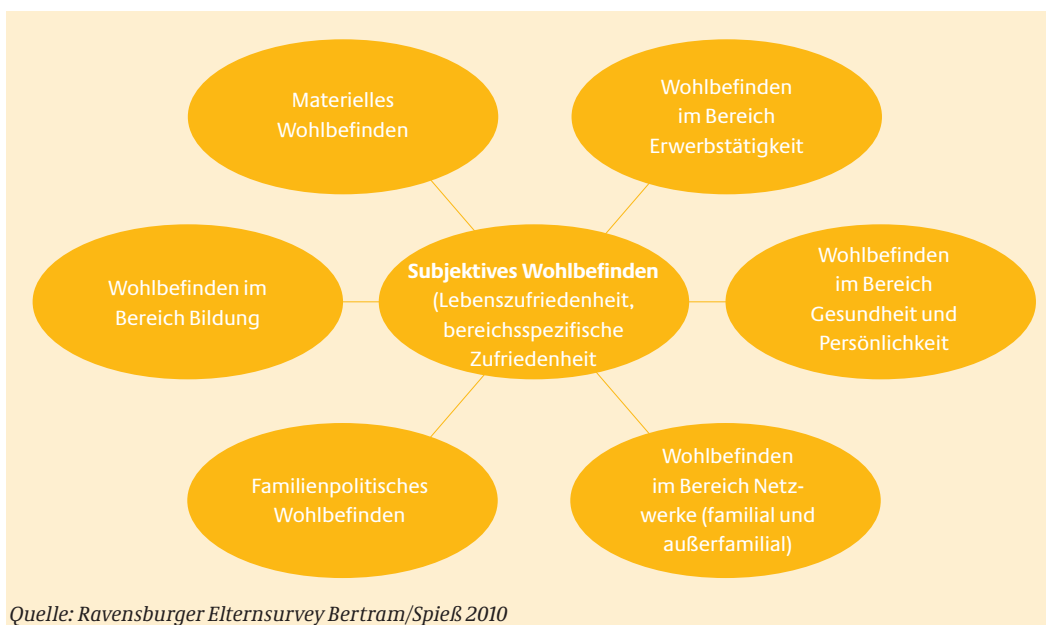 Materielles
Wohlbefinden
Wohlbefinden
im Bereich
Erwerbstätigkeit
Wohlbefinden im
Bereich Bildung
Subjektives Wohlbefinden
(Lebenszufriedenheit,
bereichsspezifische
Zufriedenheit
Wohlbefinden
im Bereich
Gesundheit und
Persönlichkeit
Familienpolitisches
Wohlbefinden
Wohlbefinden
im Bereich Netz-
werke (familial und
außerfamilial)
Quelle: Ravensburger Elternsurvey Bertram/Spieß 2010